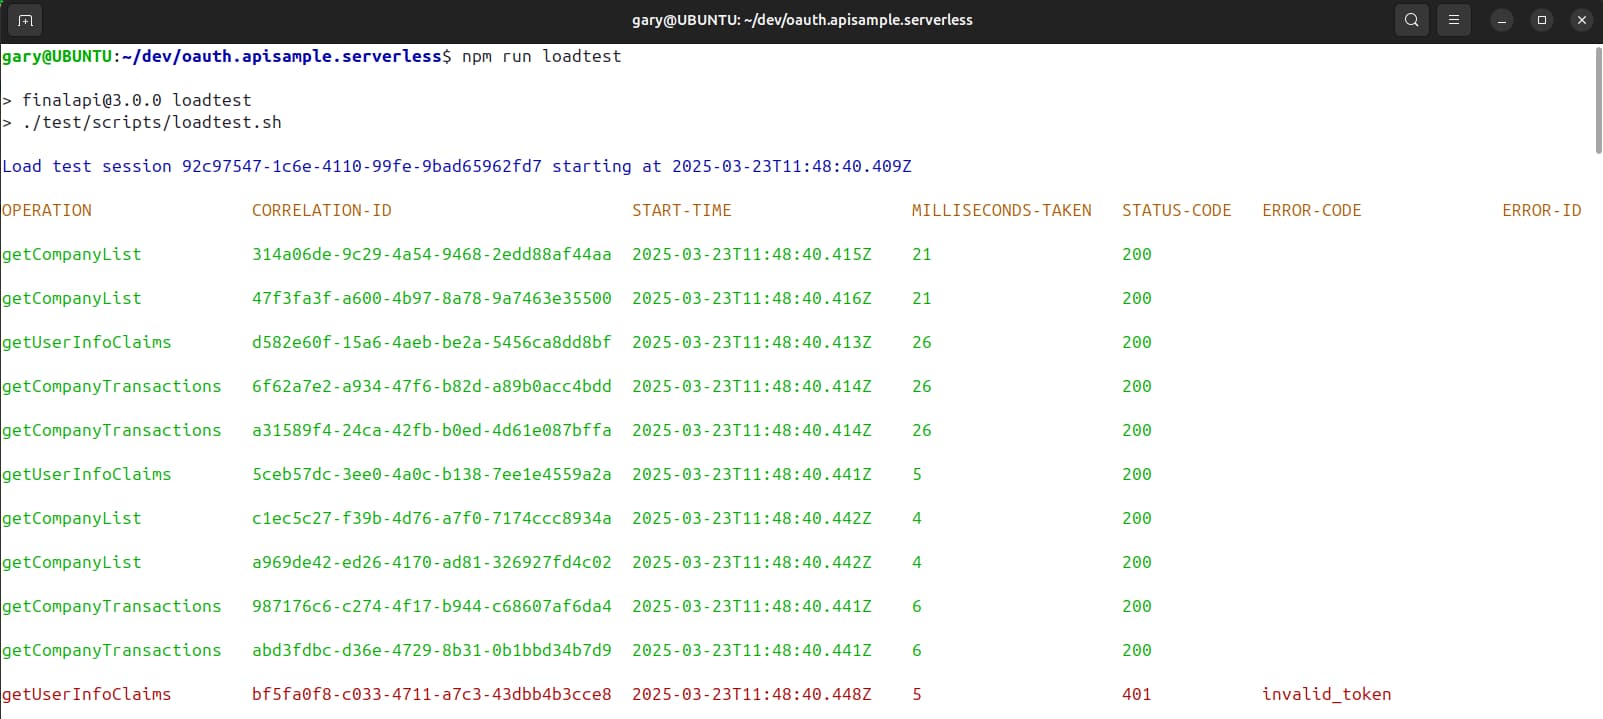 gary@UBUNTU: ~/dev/oauth.apisample.serverless
gary@UBUNTU:~/dev/oauth.apisample.serverless$ npm run loadtest
> finalapi@3.0.0 loadtest
> ./test/scripts/loadtest.sh
Load test session 92c97547-1c6e-4110-99fe-9bad65962fd7 starting at 2025-03-23T11:48:40.409Z
OPERATION CORRELATION-ID START-TIME MILLISECONDS-TAKEN STATUS-CODE ERROR-CODE ERROR-ID
getCompanyList 314a06de-9c29-4a54-9468-2edd88af44aa 2025-03-23T11:48:40.415Z 21 200
getCompanyList 47f3fa3f-a600-4b97-8a78-9a7463e35500 2025-03-23T11:48:40.416Z 21 200
getUserInfoClaims d582e60f-15a6-4aeb-be2a-5456ca8dd8bf 2025-03-23T11:48:40.413Z 26 200
getCompanyTransactions 6f62a7e2-a934-47f6-b82d-a89b0acc4bdd 2025-03-23T11:48:40.414Z 26 200
getCompanyTransactions a31589f4-24ca-42fb-b0ed-4d61e087bffa 2025-03-23T11:48:40.414Z 26 200
getUserInfoClaims 5ceb57dc-3ee0-4a0c-b138-7ee1e4559a2a 2025-03-23T11:48:40.441Z 5 200
getCompanyList c1ec5c27-f39b-4d76-a7f0-7174ccc8934a 2025-03-23T11:48:40.442Z 4 200
getCompanyList a969de42-ed26-4170-ad81-326927fd4c02 2025-03-23T11:48:40.442Z 4 200
getCompanyTransactions 987176c6-c274-4f17-b944-c68607af6da4 2025-03-23T11:48:40.441Z 6 200
getCompanyTransactions abd3fdbc-d36e-4729-8b31-0b1bbd34b7d9 2025-03-23T11:48:40.441Z 6 200
getUserInfoClaims bf5fa0f8-c033-4711-a7c3-43dbb4b3cce8 2025-03-23T11:48:40.448Z 5 401 invalid_token